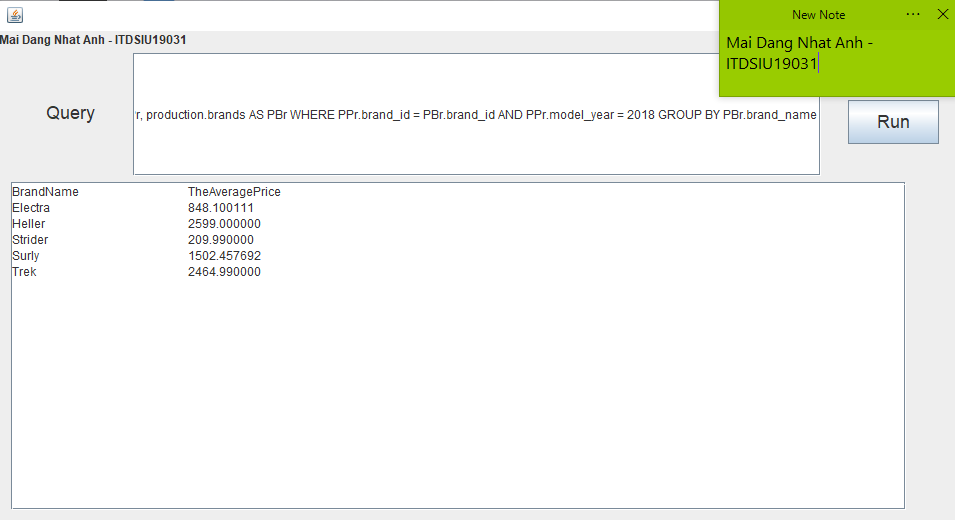 New Note
Mai Dang Nhat Anh - ITDSIU19031
Mai Dang Nhat Anh -
ITDSIU19031
Query
r, production.brands AS PBr WHERE PPr.brand_id = PBr.brand_id AND PPr.model_year = 2018 GROUP BY PBr.brand_name
Run
BrandName TheAveragePrice
Electra 848.100111
Heller 2599.000000
Strider 209.990000
Surly 1502.457692
Trek 2464.990000